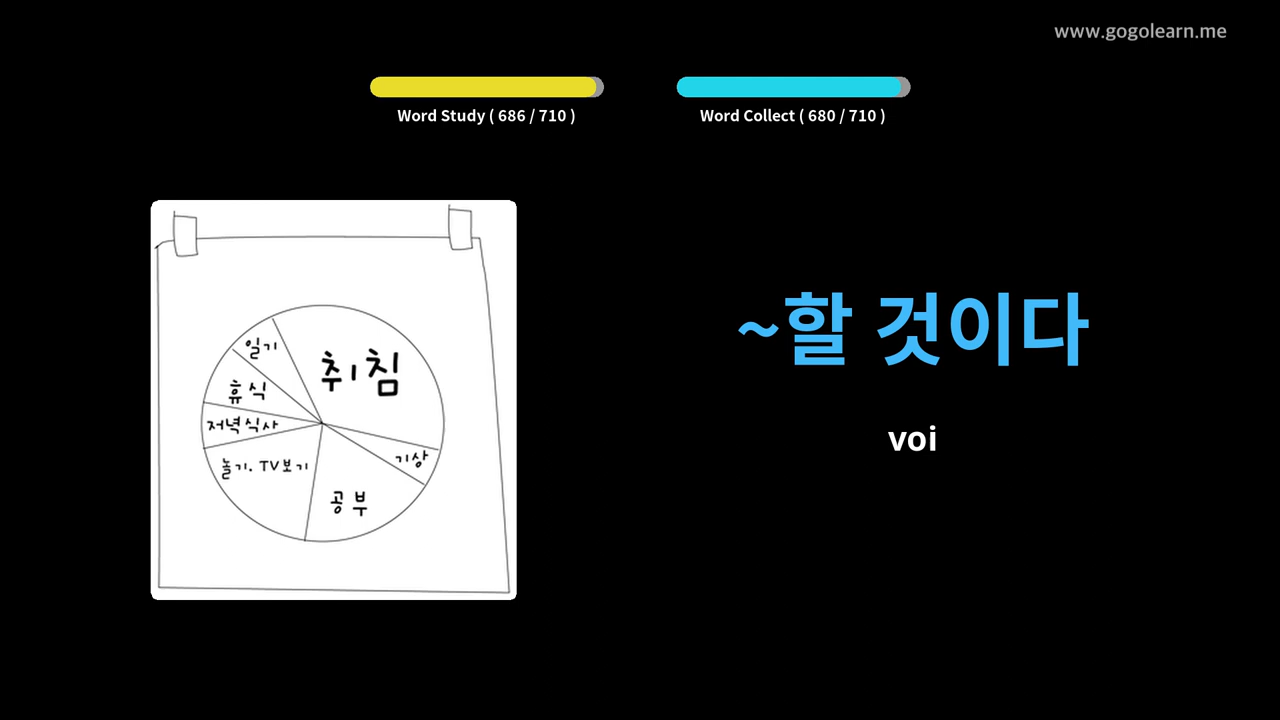 www.gogolearn.me
Word Study ( 686 / 710 )
Word Collect ( 680 / 710 )
일기
취침
휴식
저녁식사
놀기. TV보기
기상
공부
~할 것이다
voi